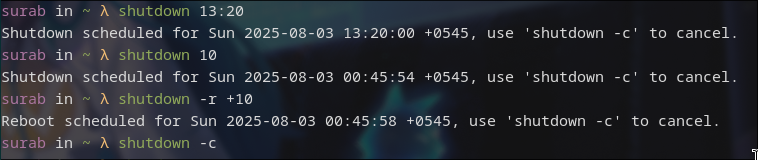 surab in ~ λ shutdown 13:20
Shutdown scheduled for Sun 2025-08-03 13:20:00 +0545, use 'shutdown -c' to cancel.
surab in ~ λ shutdown 10
Shutdown scheduled for Sun 2025-08-03 00:45:54 +0545, use 'shutdown -c' to cancel.
surab in ~ λ shutdown -r +10
Reboot scheduled for Sun 2025-08-03 00:45:58 +0545, use 'shutdown -c' to cancel.
surab in ~ λ shutdown -c